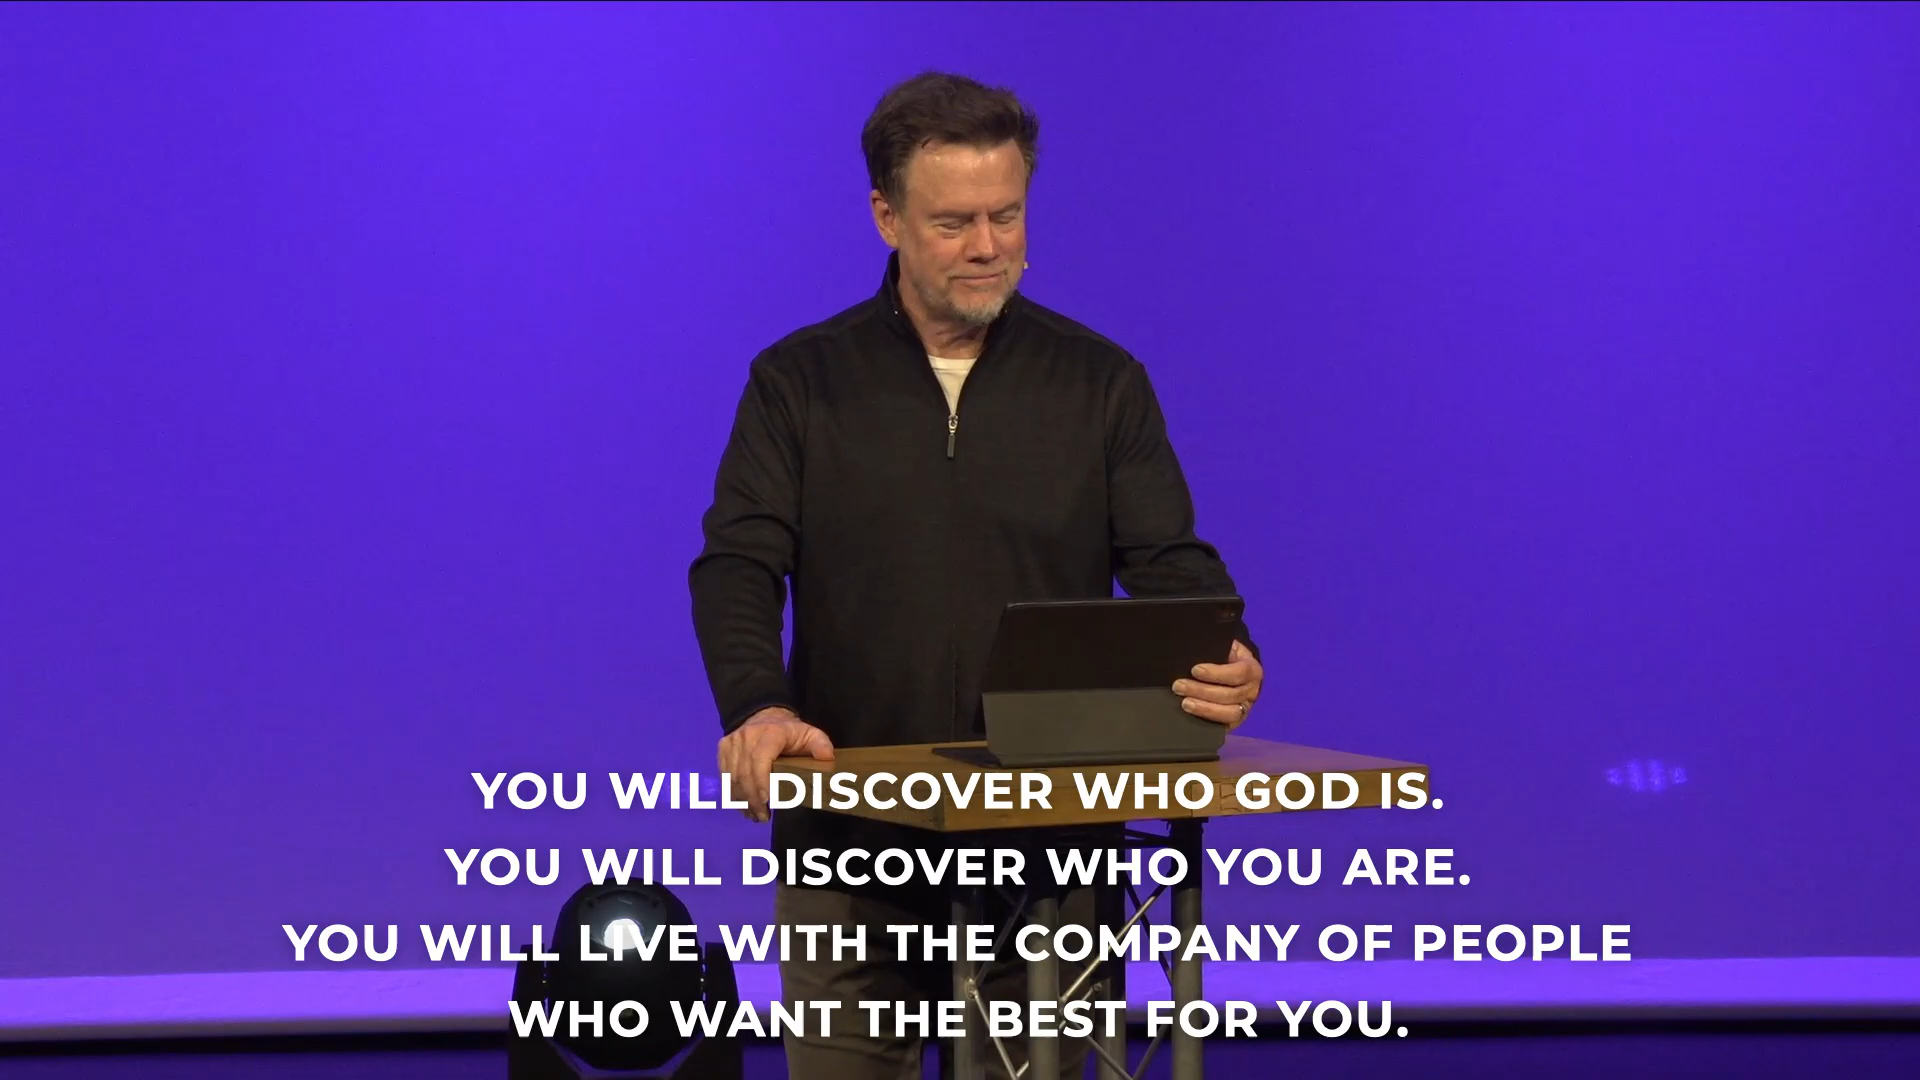 YOU WILL DISCOVER WHO GOD IS.
YOU WILL DISCOVER WHO YOU ARE.
YOU WILL LIVE WITH THE COMPANY OF PEOPLE
WHO WANT THE BEST FOR YOU.